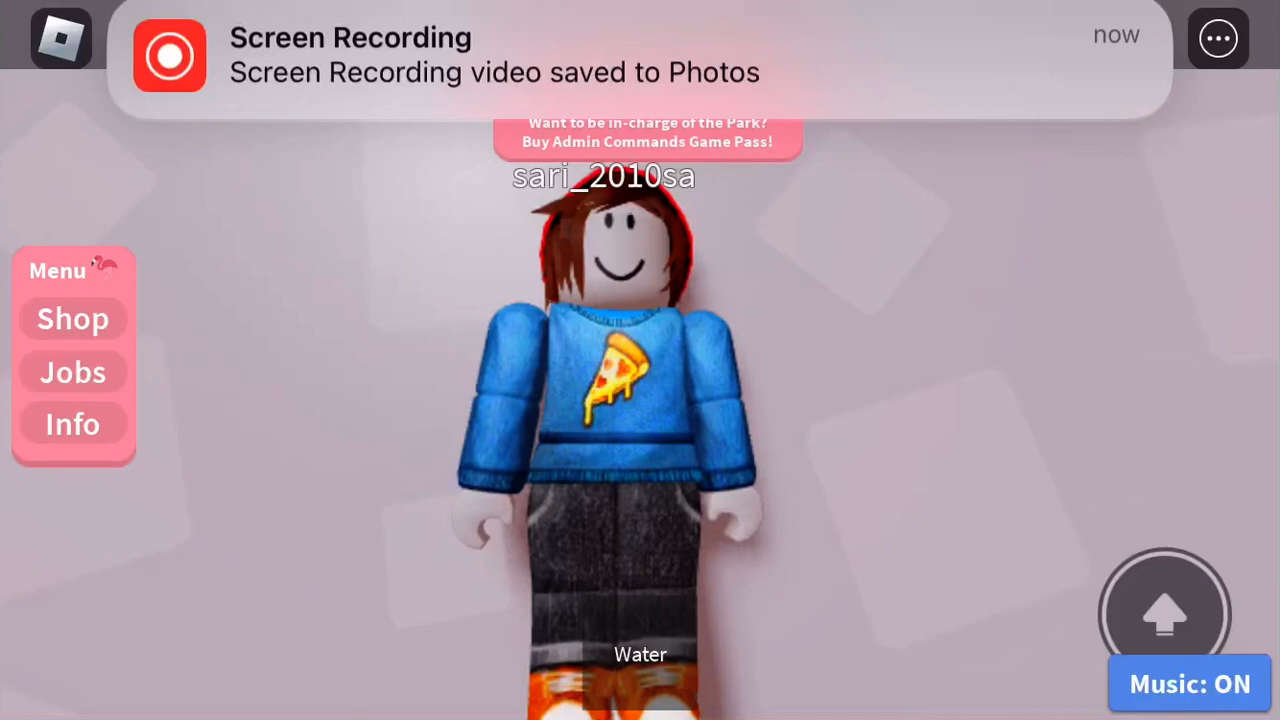 Screen Recording
now
Screen Recording video saved to Photos
Want to be in-charge of the Park?
Buy Admin Commands Game Pass!
sari_2010sa
Menu
Shop
Jobs
Info
Water
Music: ON